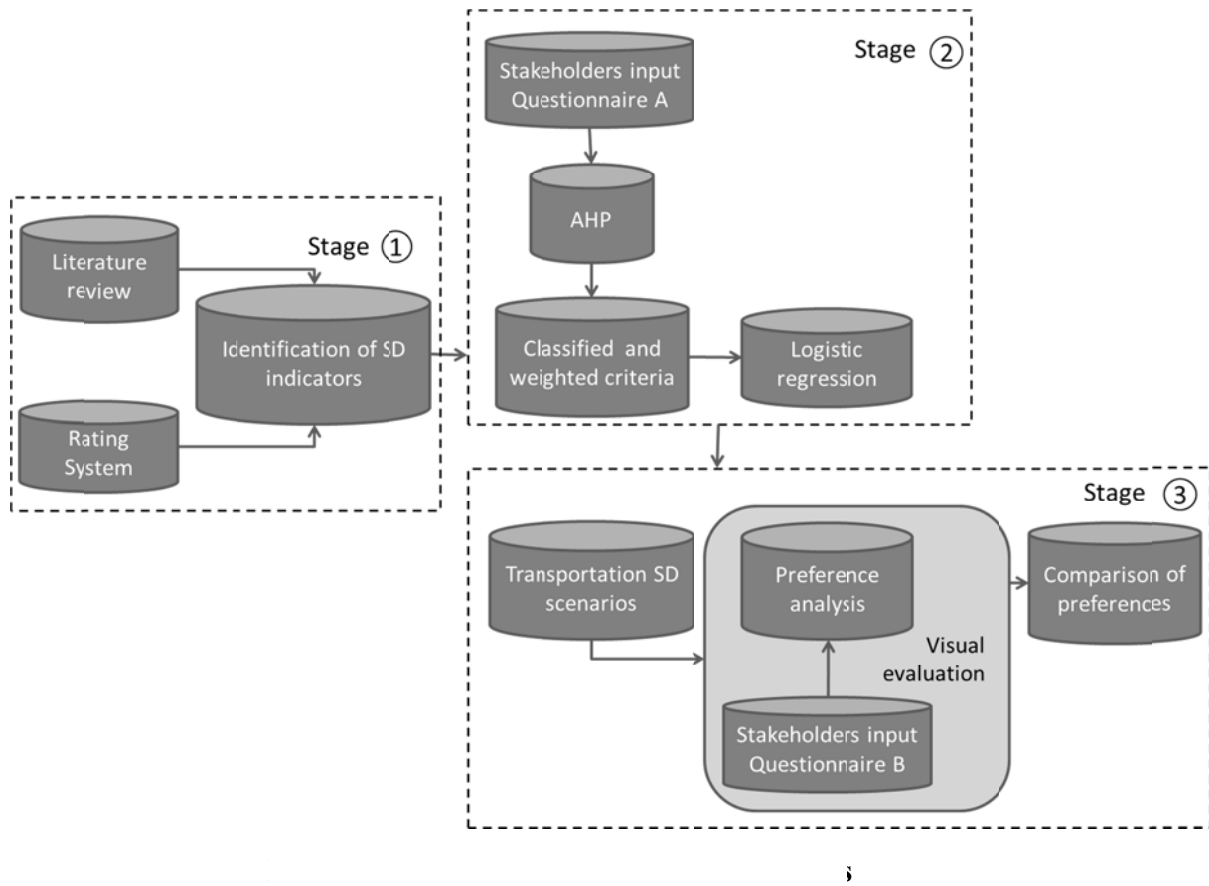 Stage ①
Literature
review
Identification of SD
indicators
Rating
System
Stage ②
Stakeholders input
Questionnaire A
AHP
Classified and
weighted criteria
Logistic
regression
Stage ③
Transportation SD
scenarios
Preference
analysis
Visual
evaluation
Stakeholders input
Questionnaire B
Comparison of
preferences